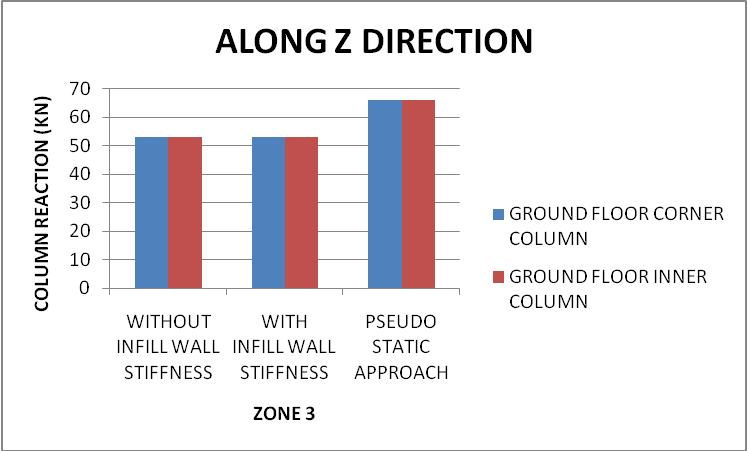 ALONG Z DIRECTION
COLUMN REACTION (KN)
70
60
50
40
30
20
10
0
WITHOUT
INFILL WALL
STIFFNESS
WITH
INFILL WALL
STIFFNESS
PSEUDO
STATIC
APPROACH
ZONE 3
GROUND FLOOR CORNER
COLUMN
GROUND FLOOR INNER
COLUMN